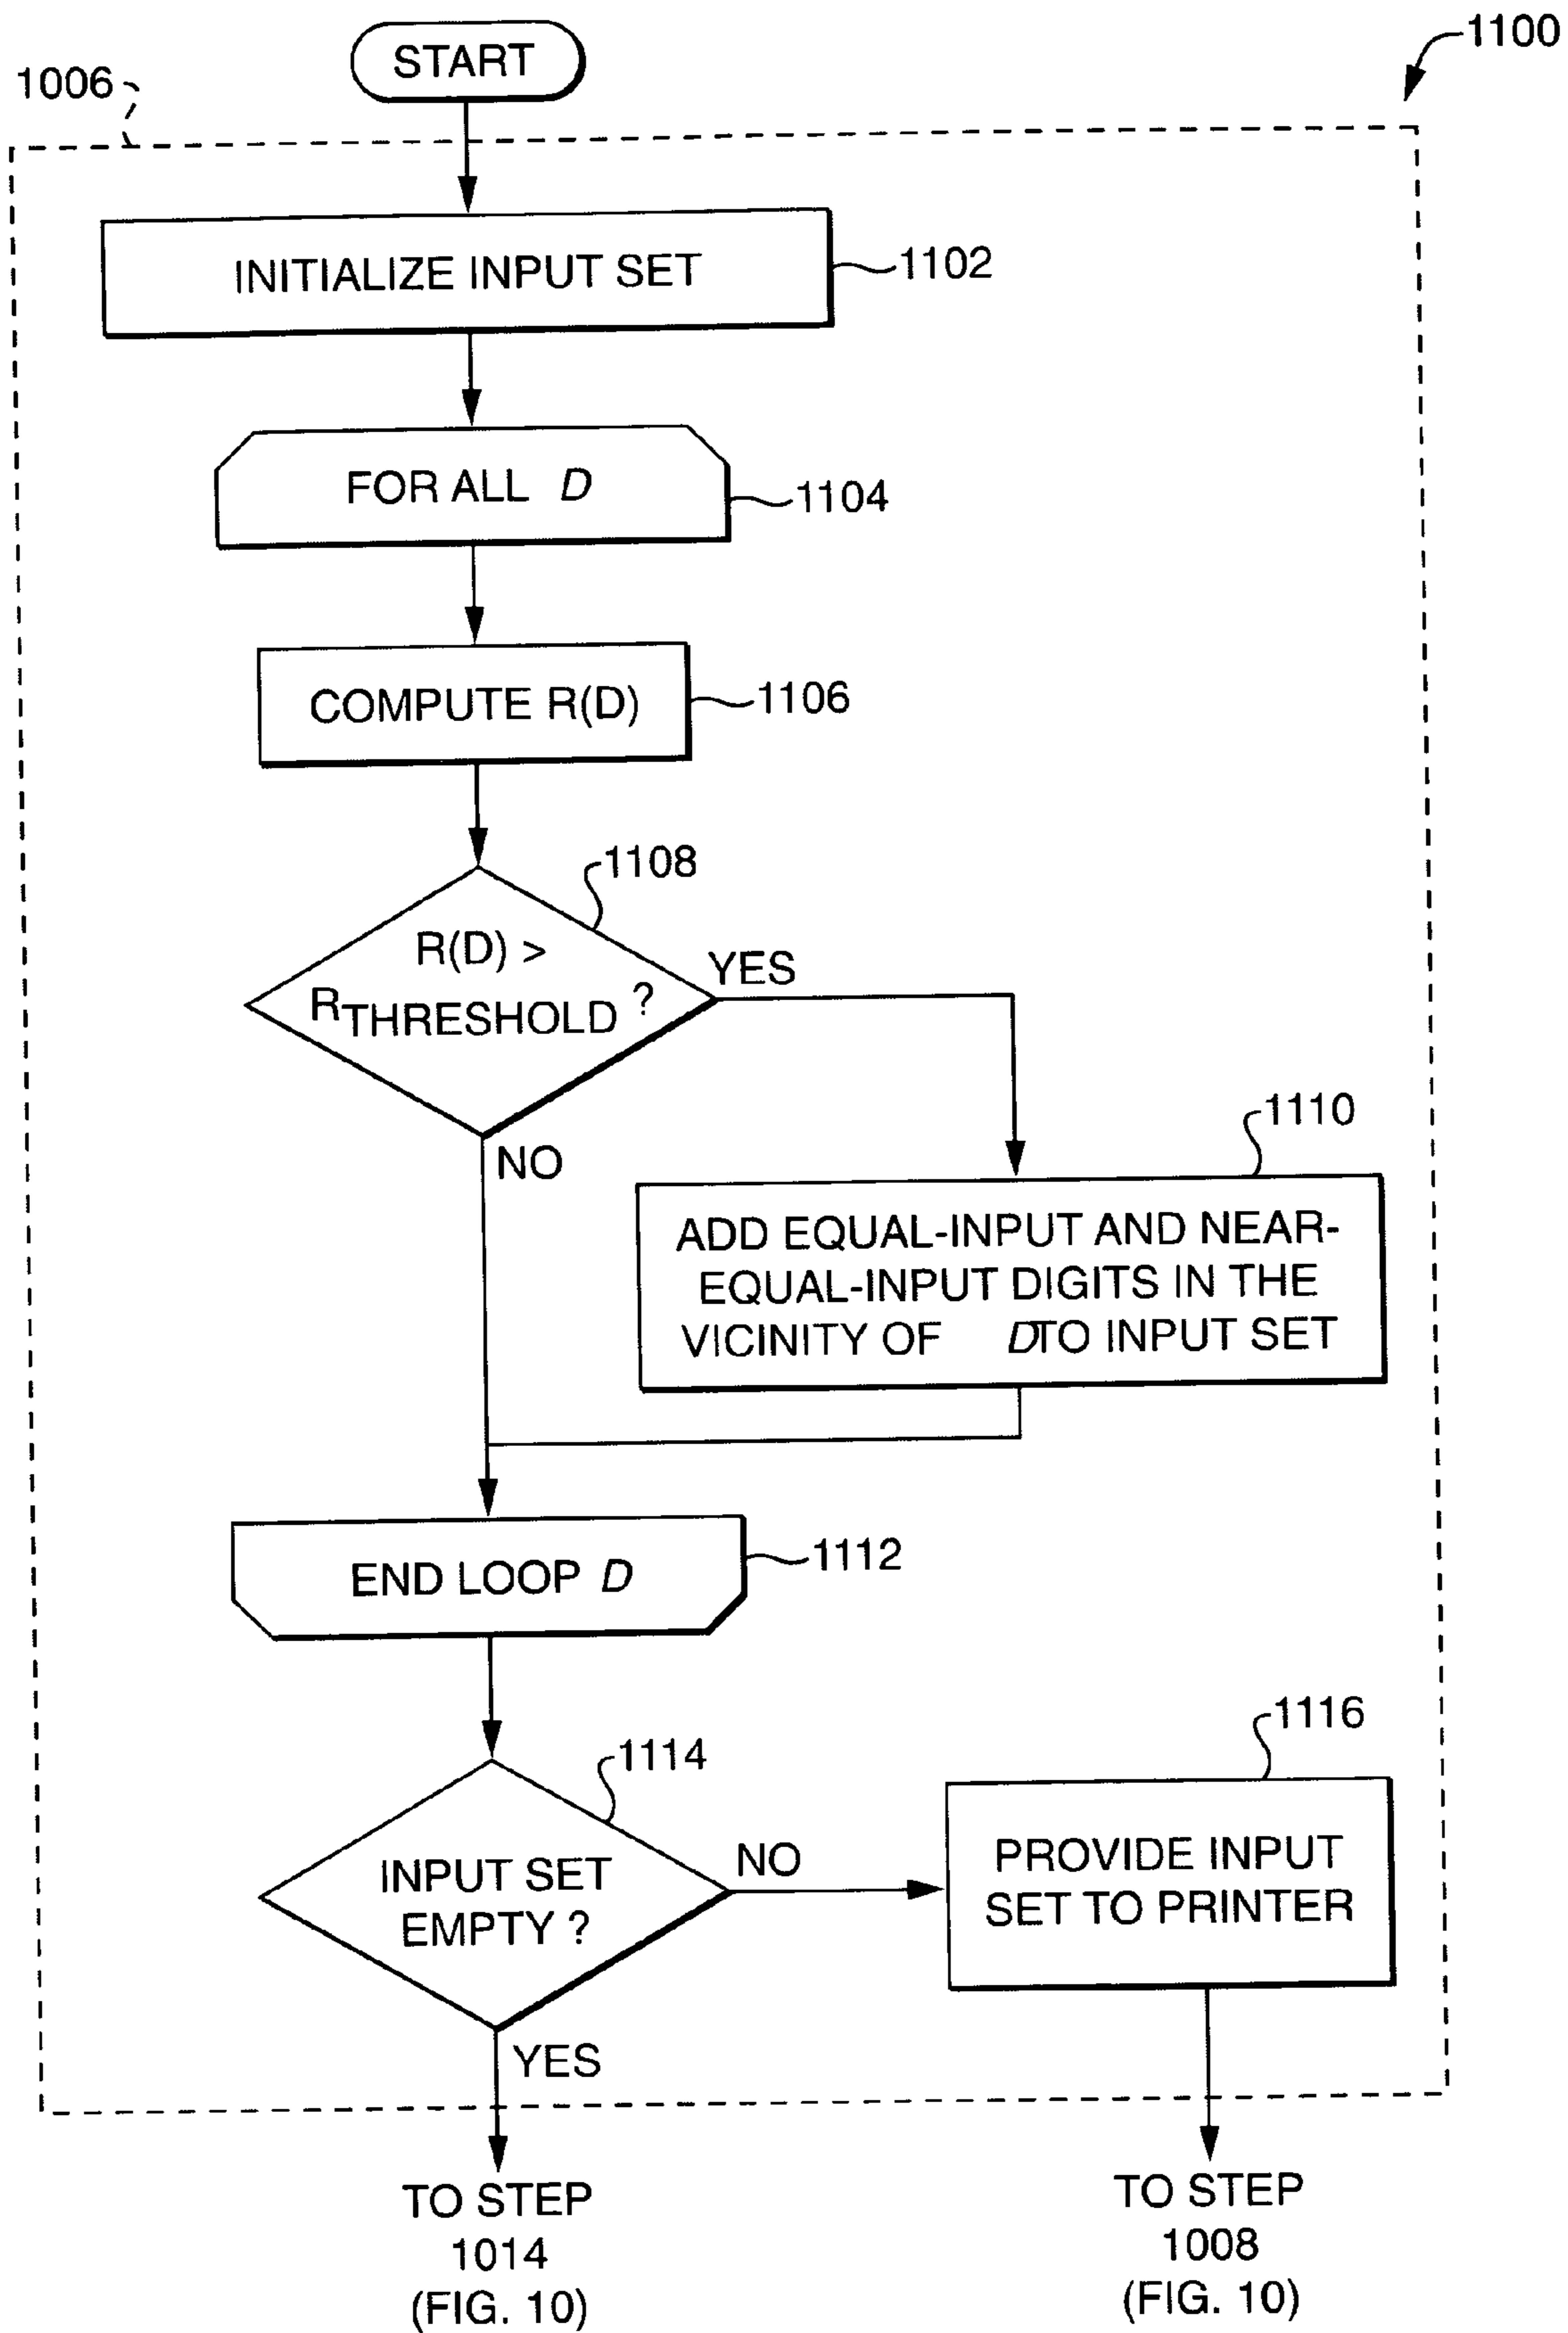 START
1100
1006
INITIALIZE INPUT SET
1102
FOR ALL D
1104
COMPUTE R(D)
1106
1108
R(D) >
RTHRESHOLD ?
YES
NO
1110
ADD EQUAL-INPUT AND NEAR-
EQUAL-INPUT DIGITS IN THE
VICINITY OF DTO INPUT SET
END LOOP D
1112
1114
INPUT SET
EMPTY ?
NO
YES
1116
PROVIDE INPUT
SET TO PRINTER
TO STEP
1014
(FIG. 10)
TO STEP
1008
(FIG. 10)